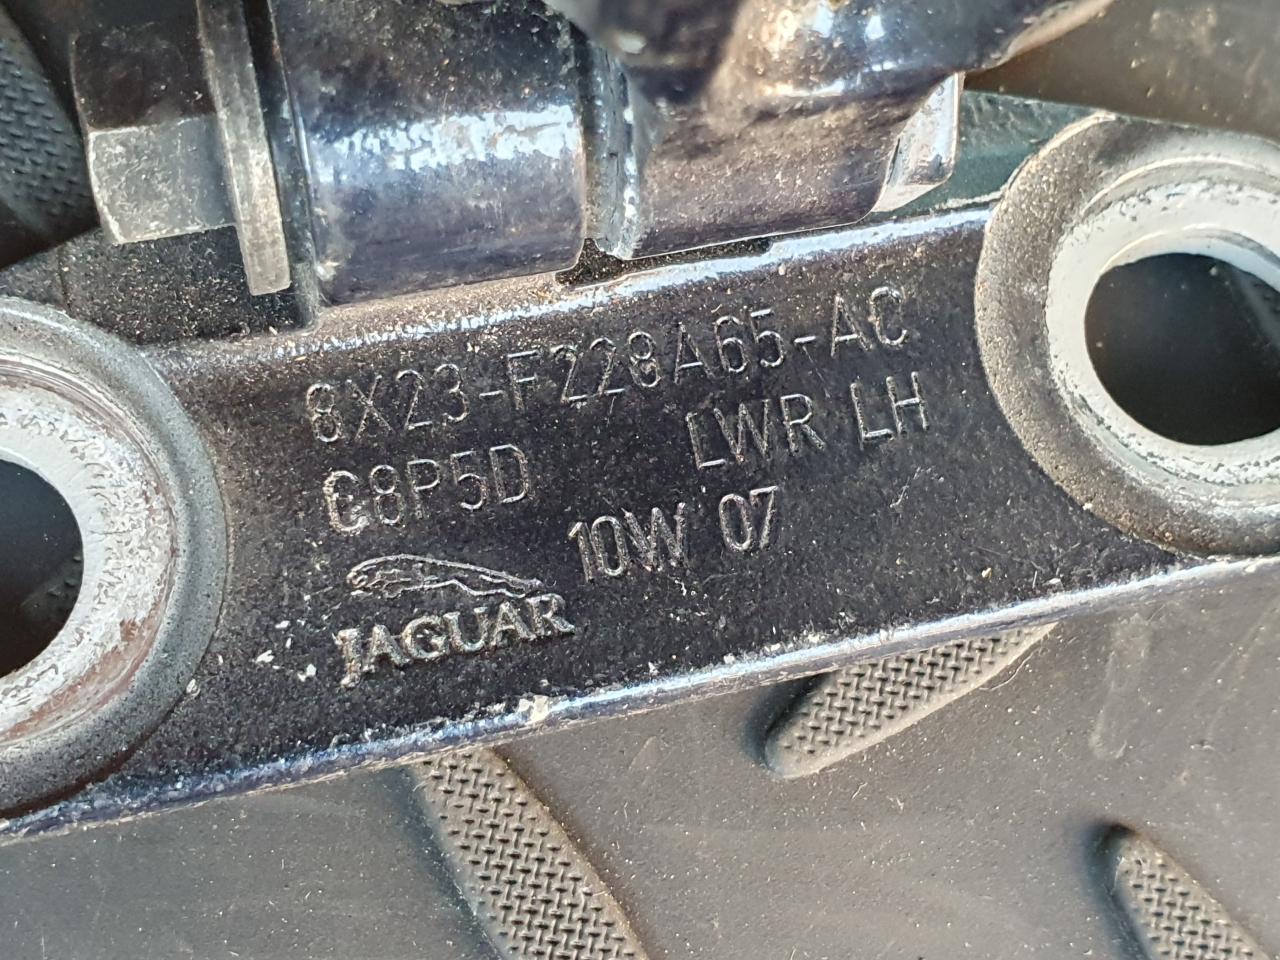 8X23-F228A65-AC
C8P5D LWR LH
10W 07
JAGUAR